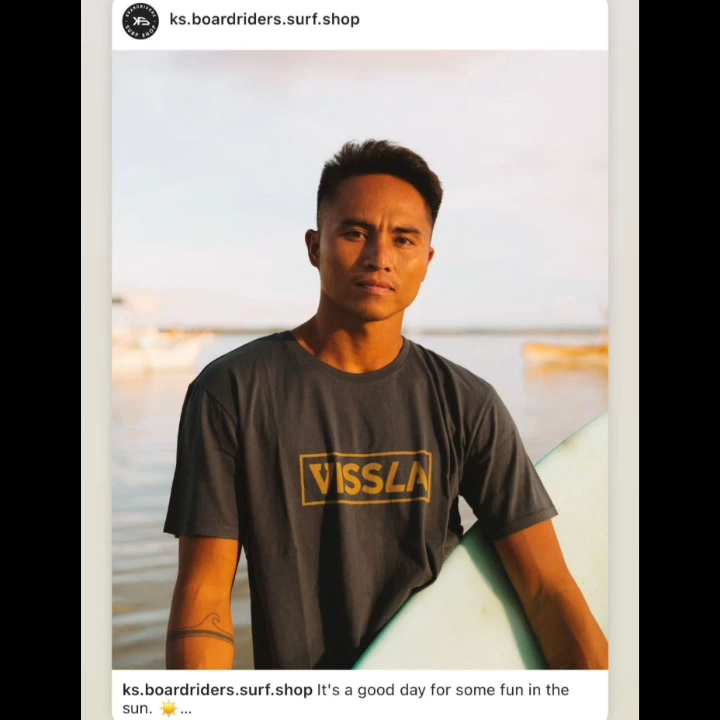 ks.boardriders.surf.shop
VISSLA
ks.boardriders.surf.shop It's a good day for some fun in the
sun. ☀️...